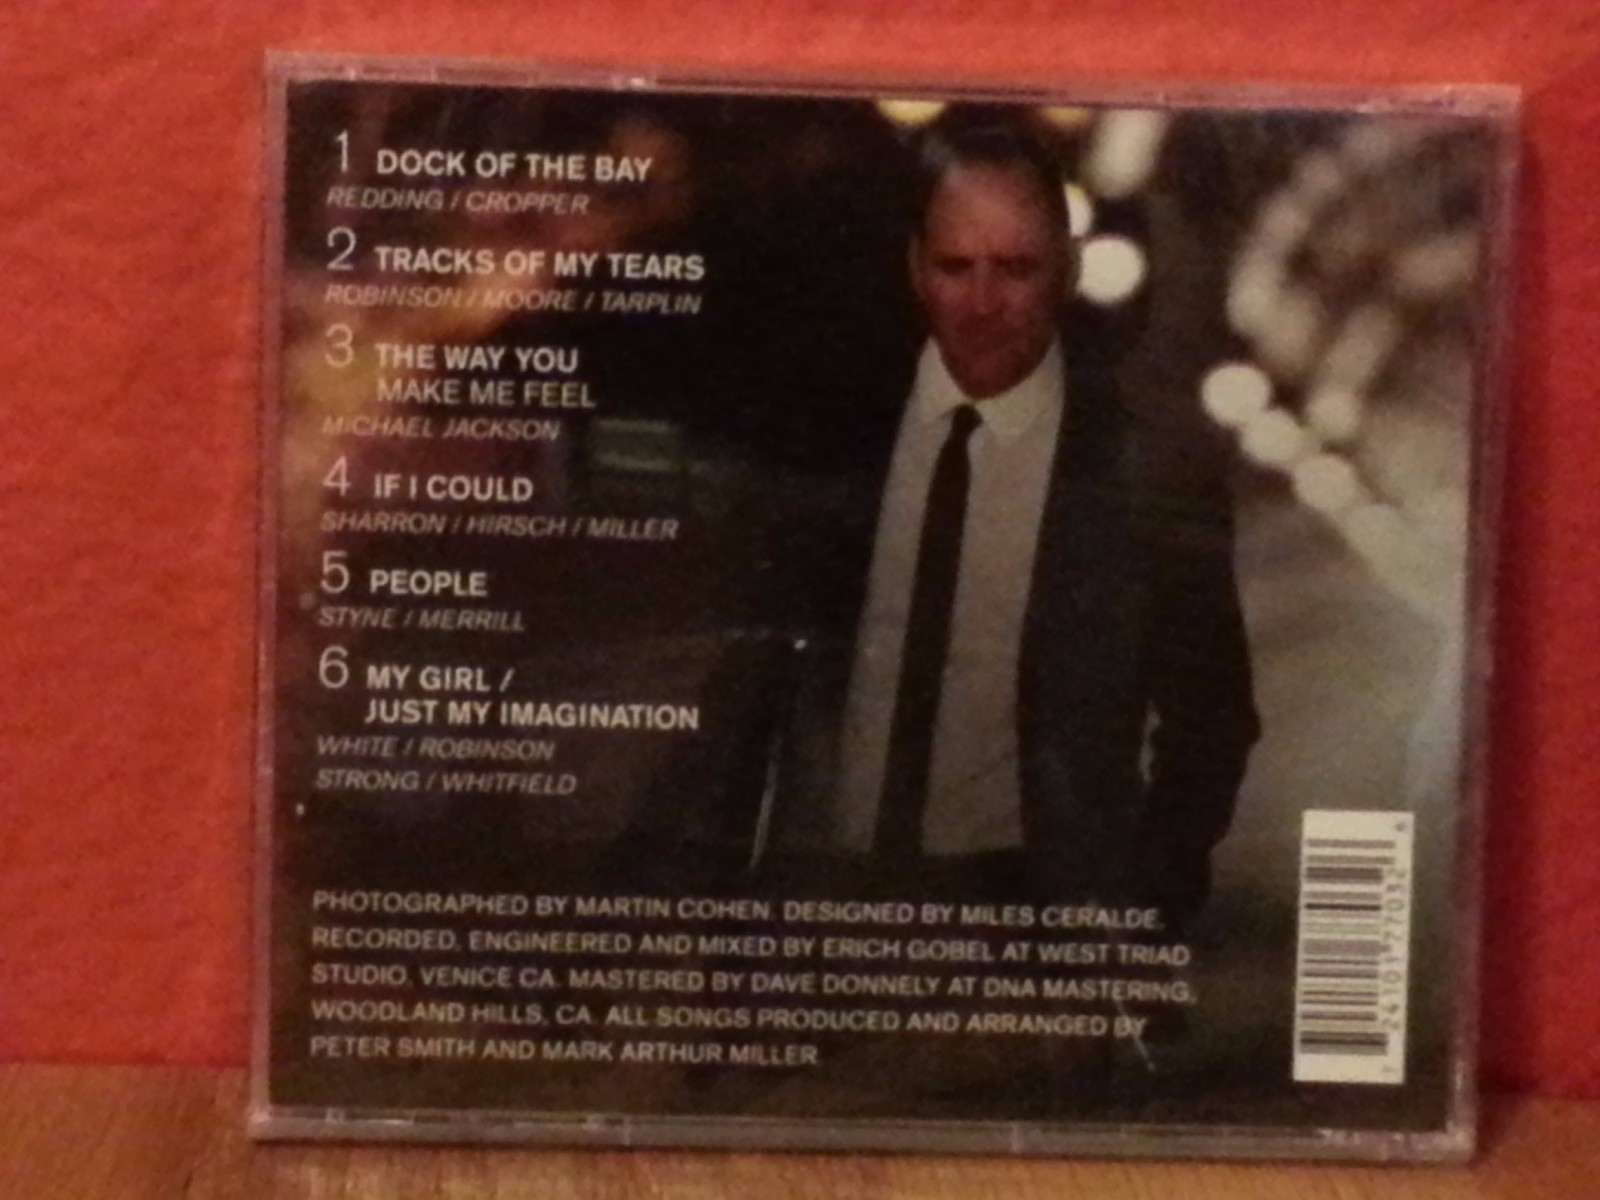 1 DOCK OF THE BAY
REDDING / CROPPER
2 TRACKS OF MY TEARS
ROBINSON / MOORE / TARPLIN
3 THE WAY YOU
MAKE ME FEEL
MICHAEL JACKSON
4 IF I COULD
SHARRON / HIRSCH / MILLER
5 PEOPLE
STYNE / MERRILL
6 MY GIRL /
JUST MY IMAGINATION
WHITE / ROBINSON
STRONG / WHITFIELD
PHOTOGRAPHED BY MARTIN COHEN. DESIGNED BY MILES CERALDE.
RECORDED, ENGINEERED AND MIXED BY ERICH GOBEL AT WEST TRIAD
STUDIO, VENICE CA. MASTERED BY DAVE DONNELY AT DNA MASTERING,
WOODLAND HILLS, CA. ALL SONGS PRODUCED AND ARRANGED BY
PETER SMITH AND MARK ARTHUR MILLER